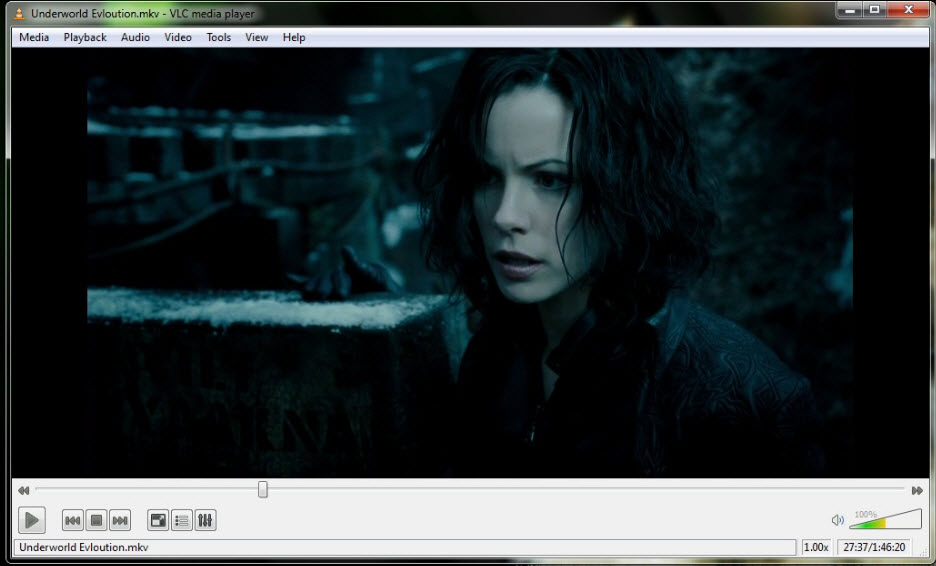 Underworld Evloution.mkv - VLC media player
Media Playback Audio Video Tools View Help
100%
Underworld Evloution.mkv 1.00x 27:37/1:46:20